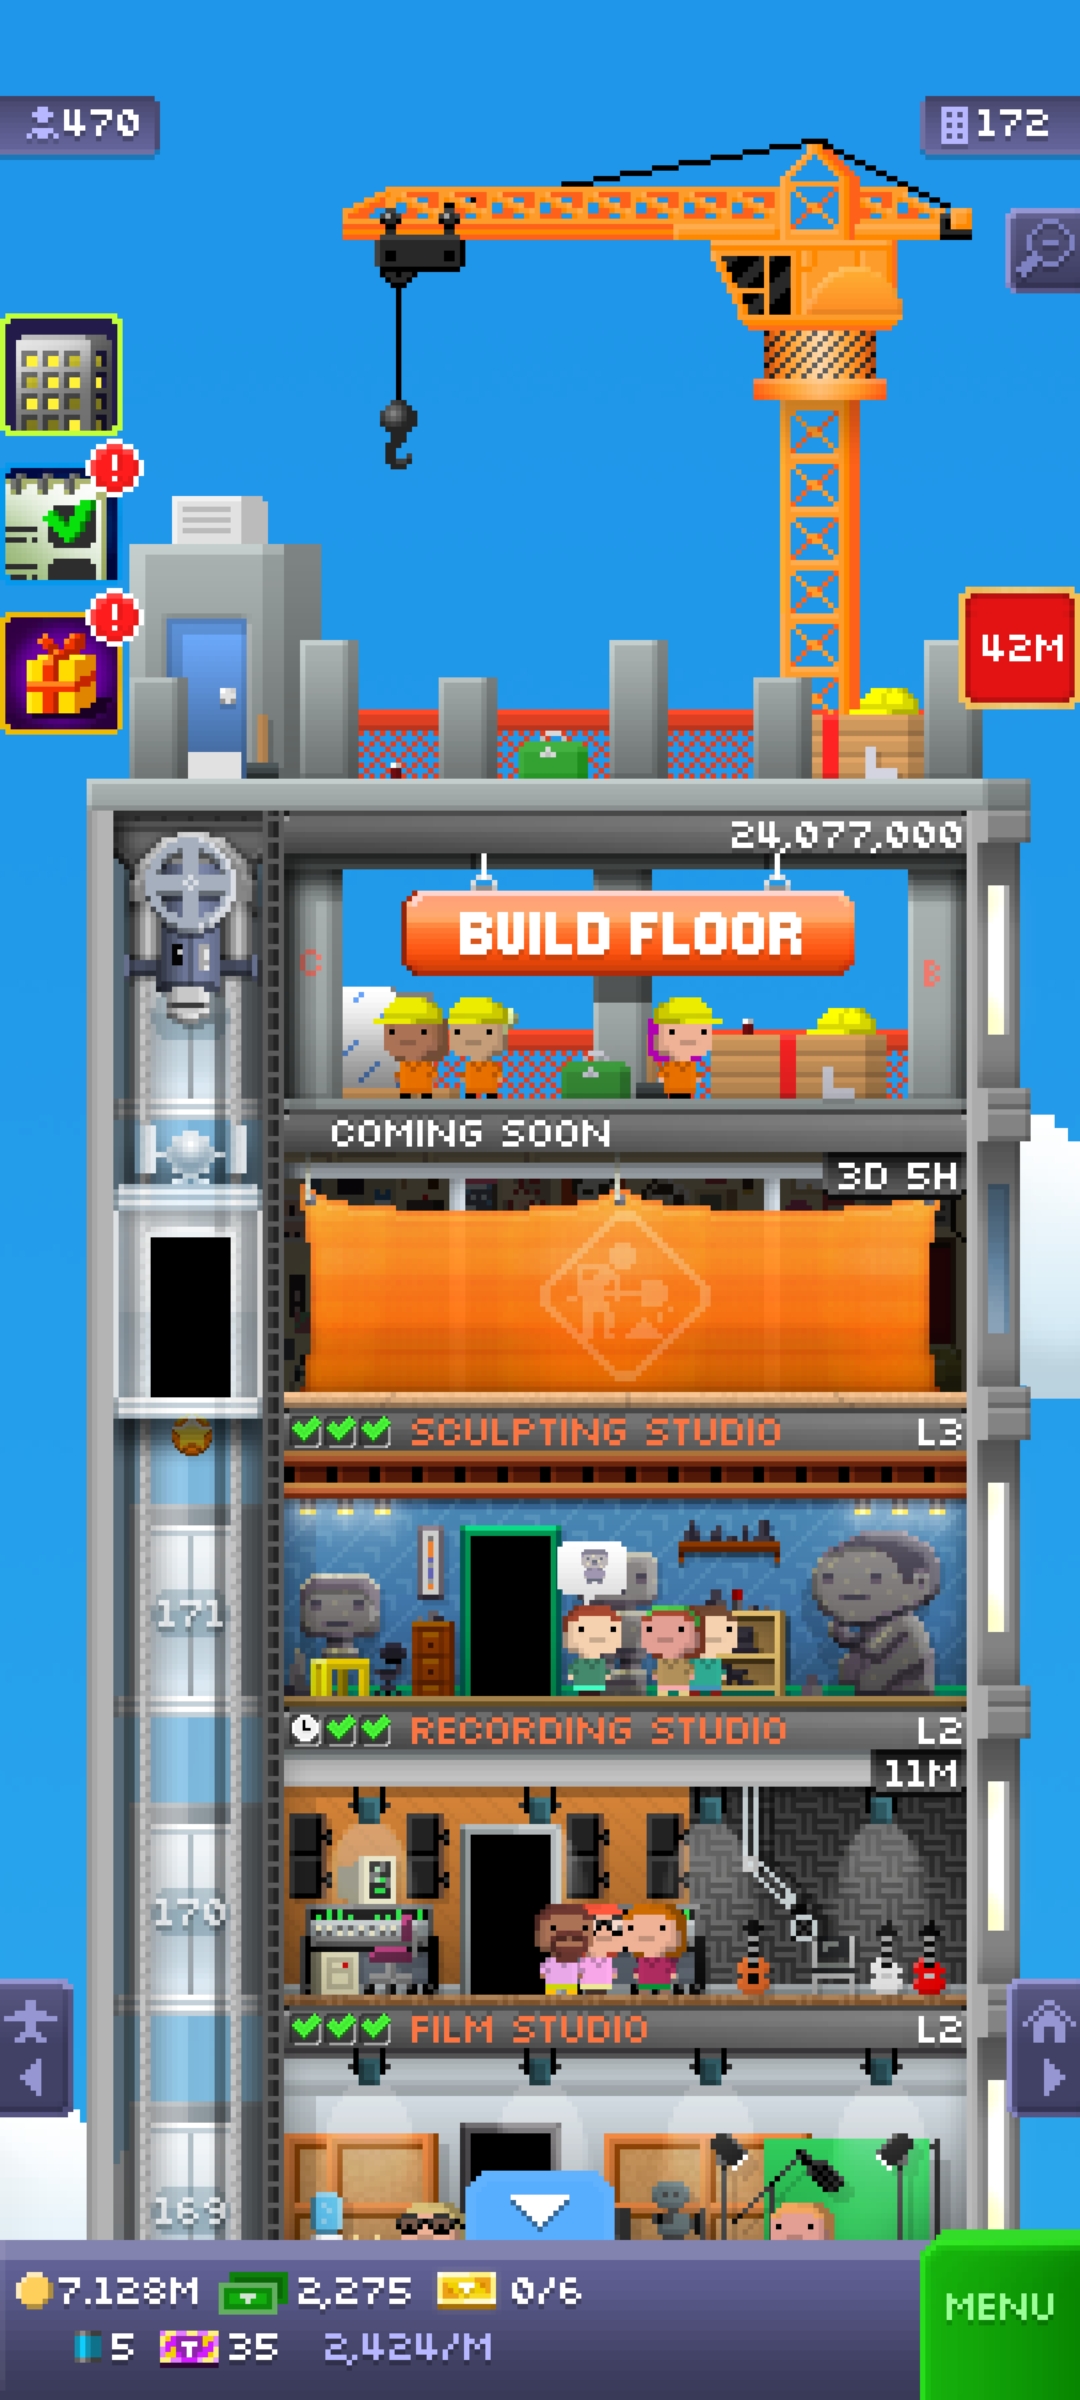 470
172
42M
24,077,000
BUILD FLOOR
C
B
COMING SOON
3D 5H
SCULPTING STUDIO L3
171
RECORDING STUDIO L2
11M
170
FILM STUDIO L2
169
7.128M 2,275 0/6
MENU
5 T 35 2,424/M